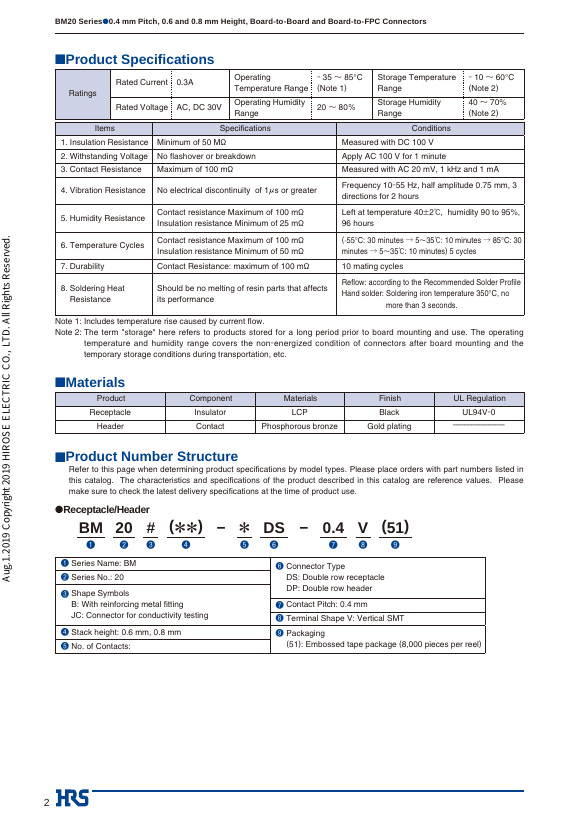 BM20 Series●0.4 mm Pitch, 0.6 and 0.8 mm Height, Board-to-Board and Board-to-FPC Connectors
■Product Specifications
Ratings
Rated Current 0.3A Operating Temperature Range - 35 ～ 85°C (Note 1) Storage Temperature Range - 10 ～ 60°C (Note 2)
Rated Voltage AC, DC 30V Operating Humidity Range 20 ～ 80% Storage Humidity Range 40 ～ 70% (Note 2)
Items Specifications Conditions
1. Insulation Resistance Minimum of 50 MΩ Measured with DC 100 V
2. Withstanding Voltage No flashover or breakdown Apply AC 100 V for 1 minute
3. Contact Resistance Maximum of 100 mΩ Measured with AC 20 mV, 1 kHz and 1 mA
4. Vibration Resistance No electrical discontinuity of 1μs or greater Frequency 10-55 Hz, half amplitude 0.75 mm, 3
directions for 2 hours
5. Humidity Resistance Contact resistance Maximum of 100 mΩ Left at temperature 40±2℃, humidity 90 to 95%,
Insulation resistance Minimum of 25 mΩ 96 hours
6. Temperature Cycles Contact resistance Maximum of 100 mΩ (-55°C: 30 minutes → 5～35℃: 10 minutes → 85°C: 30
Insulation resistance Minimum of 50 mΩ minutes → 5～35℃: 10 minutes) 5 cycles
7. Durability Contact Resistance: maximum of 100 mΩ 10 mating cycles
8. Soldering Heat Resistance Should be no melting of resin parts that affects its performance Reflow: according to the Recommended Solder Profile
Hand solder: Soldering iron temperature 350°C, no
more than 3 seconds.
Note 1: Includes temperature rise caused by current flow.
Note 2: The term "storage" here refers to products stored for a long period prior to board mounting and use. The operating
temperature and humidity range covers the non-energized condition of connectors after board mounting and the
temporary storage conditions during transportation, etc.
■Materials
Product Component Materials Finish UL Regulation
Receptacle Insulator LCP Black UL94V-0
Header Contact Phosphorous bronze Gold plating ————
■Product Number Structure
Refer to this page when determining product specifications by model types. Please place orders with part numbers listed in
this catalog. The characteristics and specifications of the product described in this catalog are reference values. Please
make sure to check the latest delivery specifications at the time of product use.
●Receptacle/Header
BM 20 # (**) – * DS – 0.4 V (51)
❶ ❷ ❸ ❹ ❺ ❻ ❼ ❽ ❾
❶ Series Name: BM
❷ Series No.: 20
❸ Shape Symbols
B: With reinforcing metal fitting
JC: Connector for conductivity testing
❹ Stack height: 0.6 mm, 0.8 mm
❺ No. of Contacts:
❻ Connector Type
DS: Double row receptacle
DP: Double row header
❼ Contact Pitch: 0.4 mm
❽ Terminal Shape V: Vertical SMT
❾ Packaging
(51): Embossed tape package (8,000 pieces per reel)
Aug.1.2019 Copyright 2019 HIROSE ELECTRIC CO., LTD. All Rights Reserved.
2 HRS